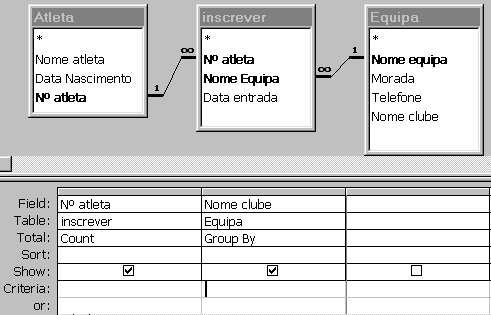 Atleta
*
Nome atleta
Data Nascimento
Nº atleta
1
∞
inscrever
*
Nº atleta
Nome Equipa
Data entrada
∞
1
Equipa
*
Nome equipa
Morada
Telefone
Nome clube
Field: Nº atleta Nome clube
Table: inscrever Equipa
Total: Count Group By
Sort:
Show:
Criteria:
or: